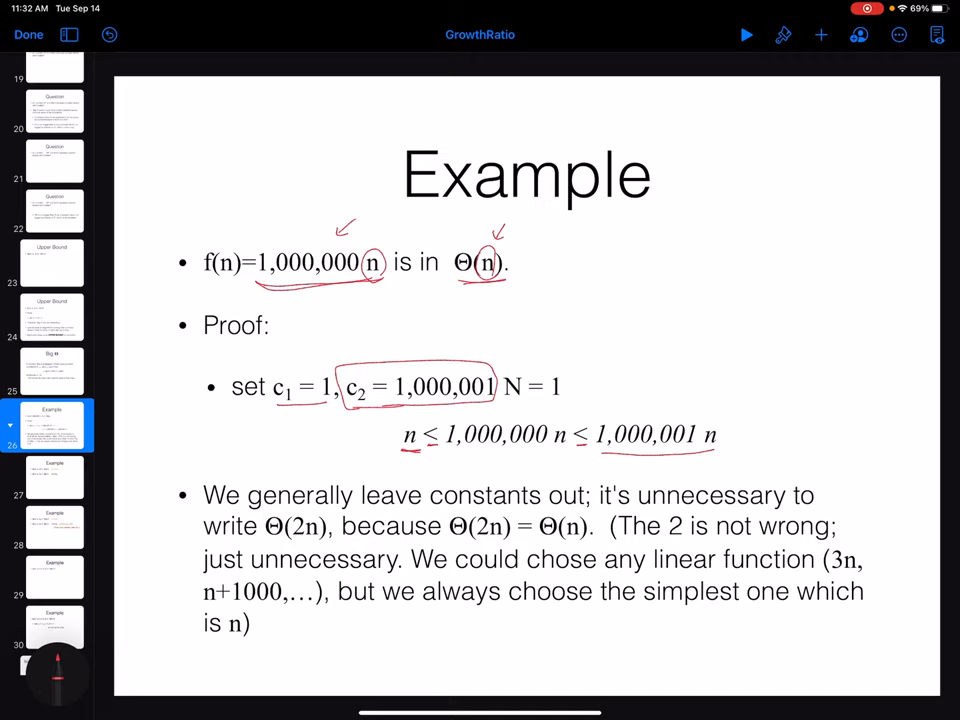 11:32 AM Tue Sep 14
69%
Done
GrowthRatio
19
Question
20
Question
21
Question
22
Upper Bound
23
Upper Bound
24
Big Θ
25
Example
26
Example
27
Example
28
Example
29
Example
30
Example
• f(n)=1,000,000 n is in Θ(n).
• Proof:
• set c₁ = 1, c₂ = 1,000,001 N = 1
n ≤ 1,000,000 n ≤ 1,000,001 n
• We generally leave constants out; it's unnecessary to
write Θ(2n), because Θ(2n) = Θ(n). (The 2 is not wrong;
just unnecessary. We could chose any linear function (3n,
n+1000,…), but we always choose the simplest one which
is n)